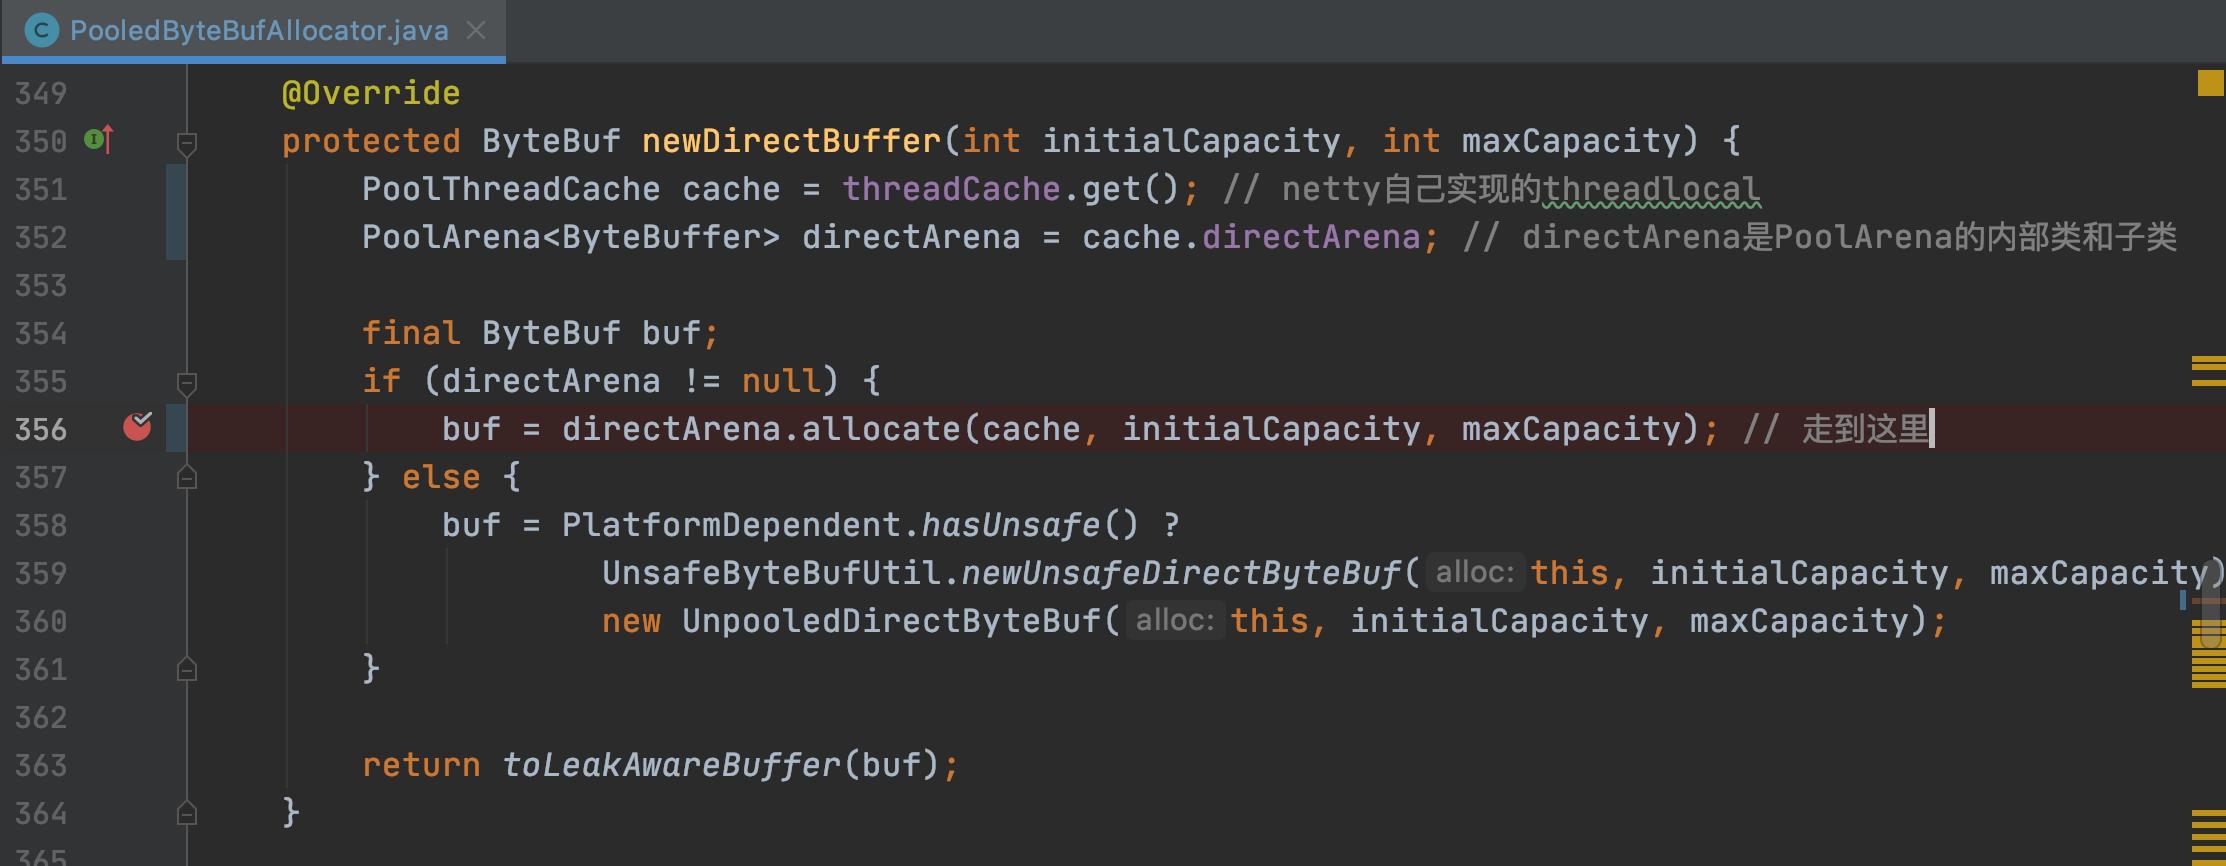 PooledByteBufAllocator.java
349 @Override
350 protected ByteBuf newDirectBuffer(int initialCapacity, int maxCapacity) {
351 PoolThreadCache cache = threadCache.get(); // netty自己实现的threadlocal
352 PoolArena<ByteBuffer> directArena = cache.directArena; // directArena是PoolArena的内部类和子类
353
354 final ByteBuf buf;
355 if (directArena != null) {
356 buf = directArena.allocate(cache, initialCapacity, maxCapacity); // 走到这里
357 } else {
358 buf = PlatformDependent.hasUnsafe() ?
359 UnsafeByteBufUtil.newUnsafeDirectByteBuf( alloc: this, initialCapacity, maxCapacity)
360 new UnpooledDirectByteBuf( alloc: this, initialCapacity, maxCapacity);
361 }
362
363 return toLeakAwareBuffer(buf);
364 }
365